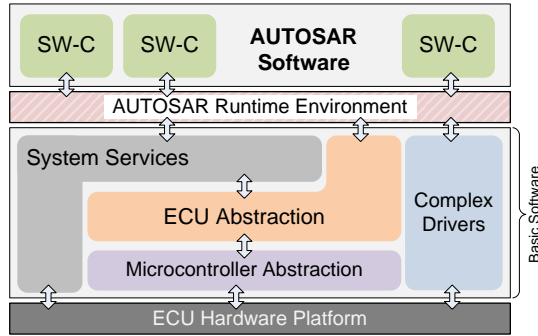 SW-C
SW-C
AUTOSAR
Software
SW-C
AUTOSAR Runtime Environment
System Services
ECU Abstraction
Complex
Drivers
Microcontroller Abstraction
Basic Software
ECU Hardware Platform